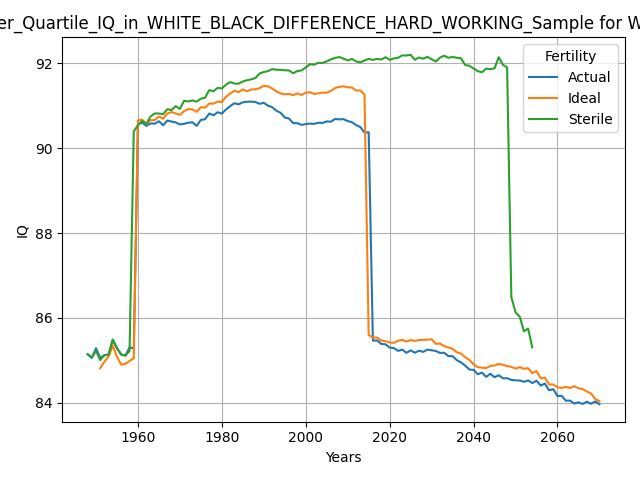 er_Quartile_IQ_in_WHITE_BLACK_DIFFERENCE_HARD_WORKING_Sample for W
Fertility
Actual
Ideal
Sterile
IQ
92
90
88
86
84
1960
1980
2000
2020
2040
2060
Years